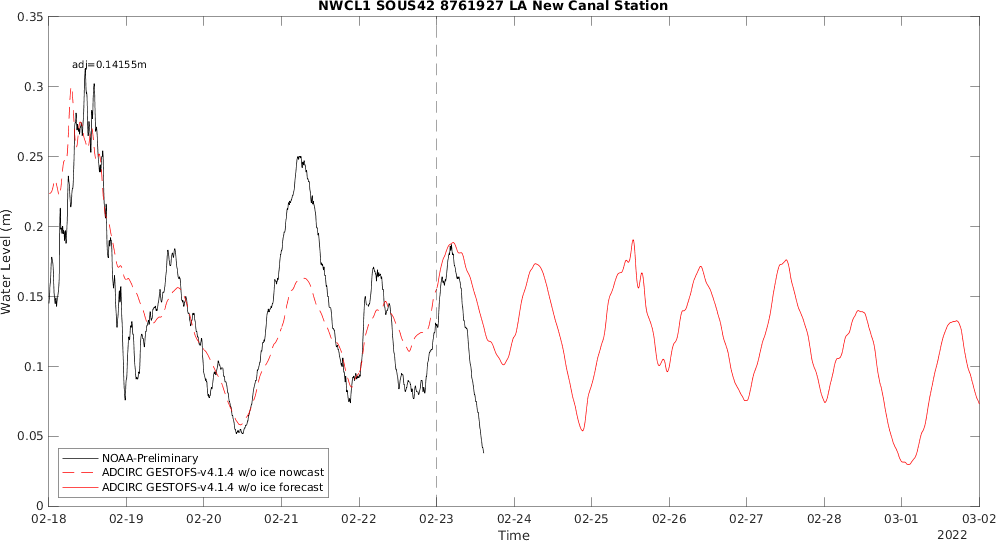 NWCL1 SOUS42 8761927 LA New Canal Station
adj=0.14155m
Water Level (m)
0.35
0.3
0.25
0.2
0.15
0.1
0.05
0
NOAA-Preliminary
ADCIRC GESTOFS-v4.1.4 w/o ice nowcast
ADCIRC GESTOFS-v4.1.4 w/o ice forecast
02-18 02-19 02-20 02-21 02-22 02-23 02-24 02-25 02-26 02-27 02-28 03-01 03-02
Time
2022